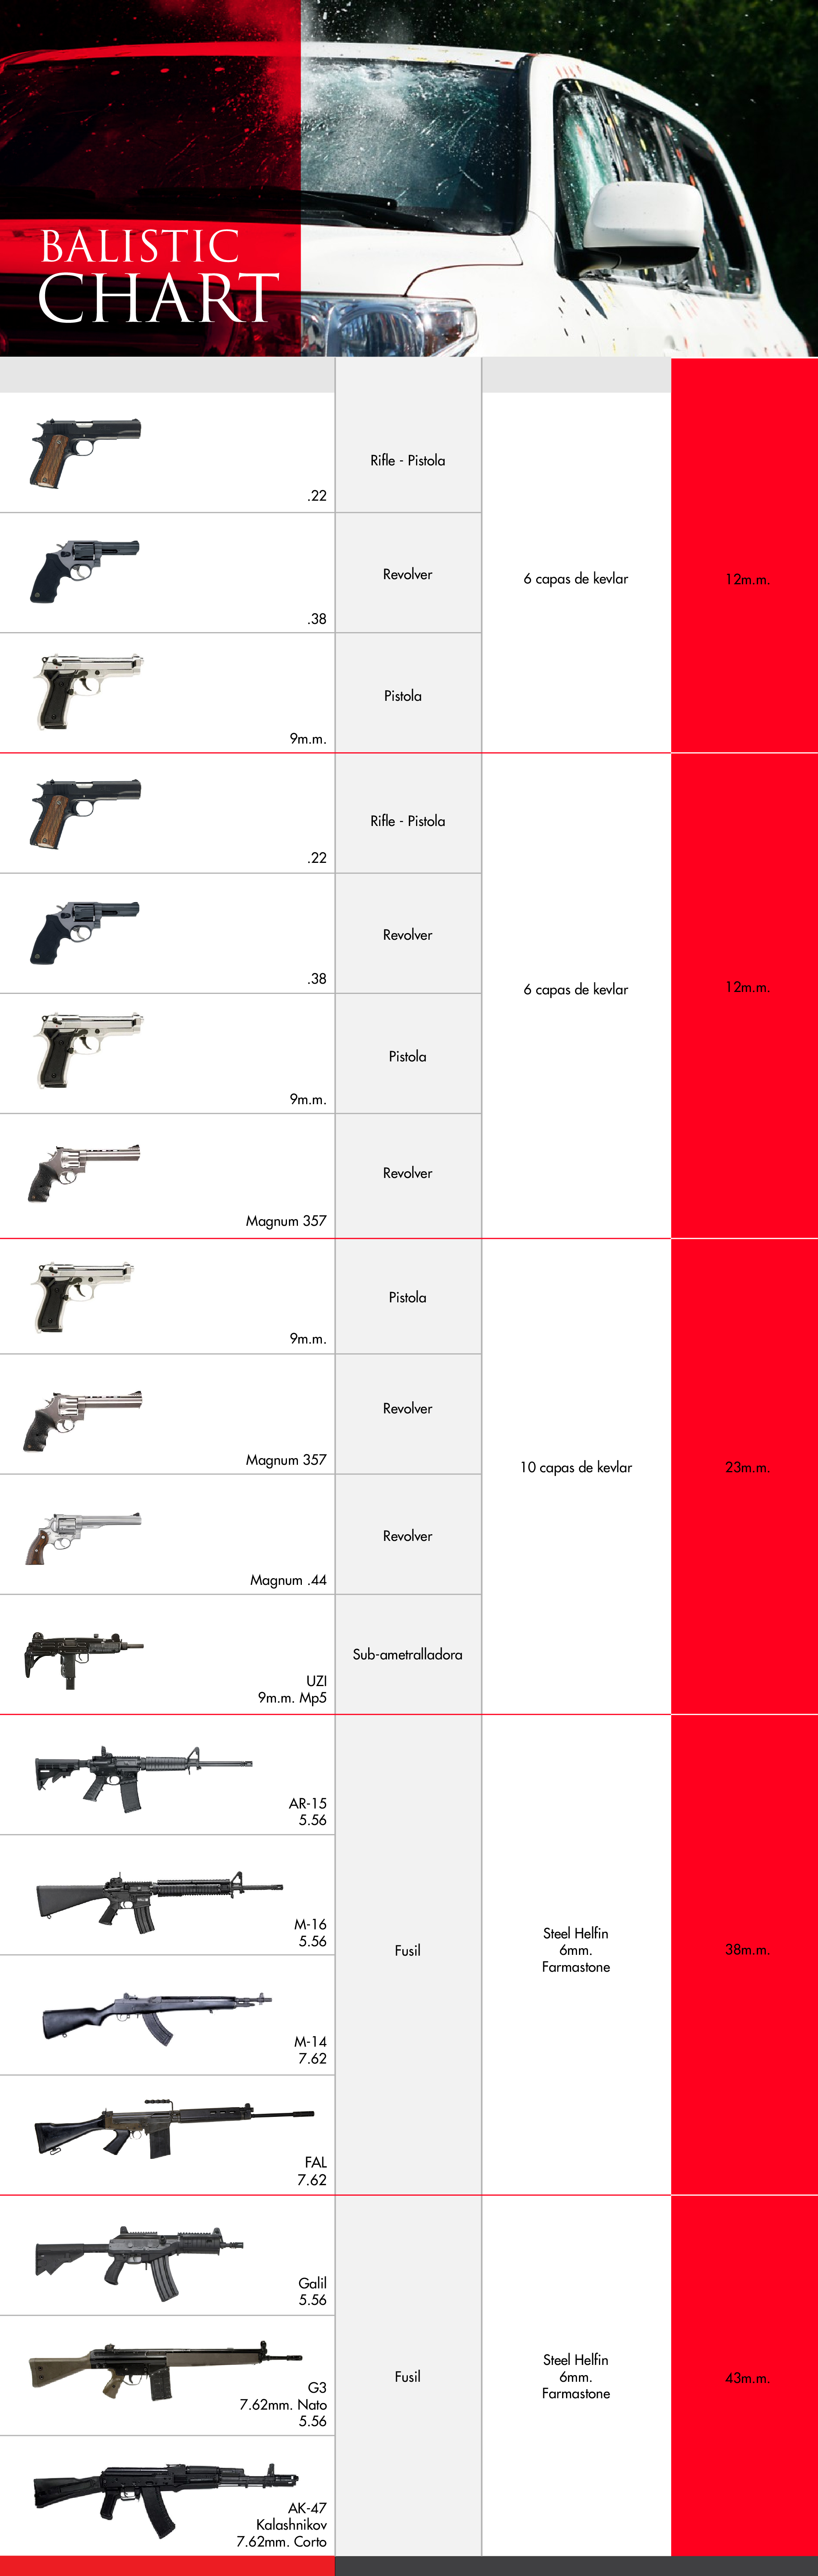 BALISTIC
CHART
.22
Rifle - Pistola
.38
Revolver
9m.m.
Pistola
6 capas de kevlar
12m.m.
.22
Rifle - Pistola
.38
Revolver
9m.m.
Pistola
Magnum 357
Revolver
6 capas de kevlar
12m.m.
9m.m.
Pistola
Magnum 357
Revolver
Magnum .44
Revolver
UZI
9m.m. Mp5
Sub-ametralladora
10 capas de kevlar
23m.m.
AR-15
5.56
M-16
5.56
M-14
7.62
FAL
7.62
Fusil
Steel Helfin
6mm.
Farmastone
38m.m.
Galil
5.56
G3
7.62mm. Nato
5.56
AK-47
Kalashnikov
7.62mm. Corto
Fusil
Steel Helfin
6mm.
Farmastone
43m.m.